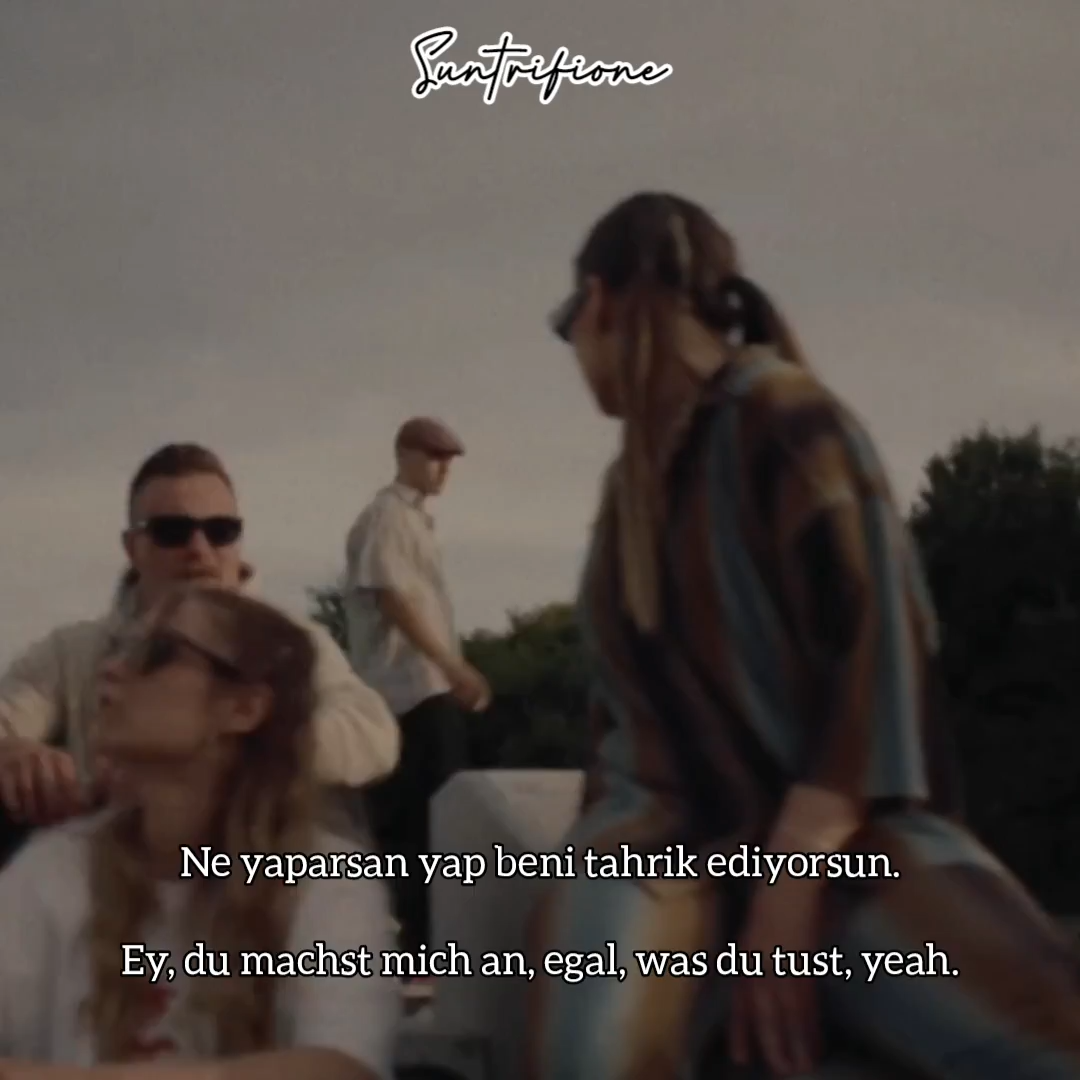 Suntrifione
Ne yaparsan yap beni tahrik ediyorsun.
Ey, du machst mich an, egal, was du tust, yeah.